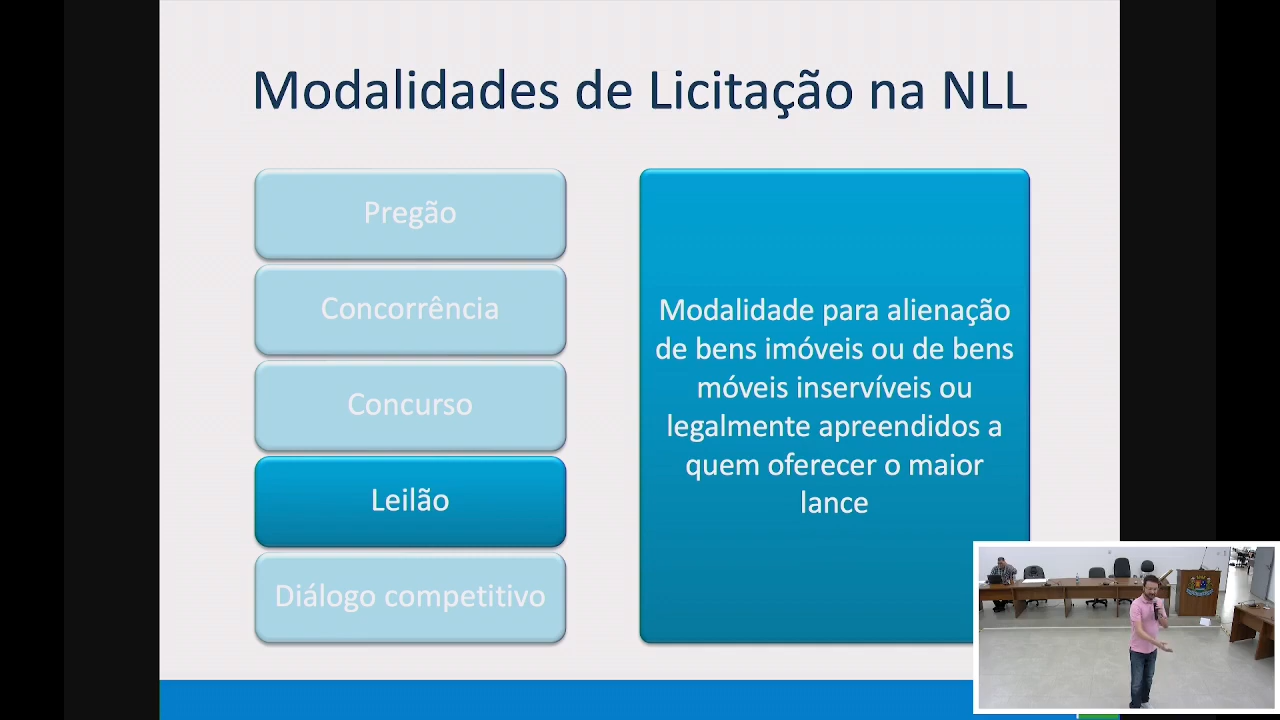 Modalidades de Licitação na NLL
Pregão
Concorrência
Concurso
Leilão
Diálogo competitivo
Modalidade para alienação
de bens imóveis ou de bens
móveis inservíveis ou
legalmente apreendidos a
quem oferecer o maior
lance